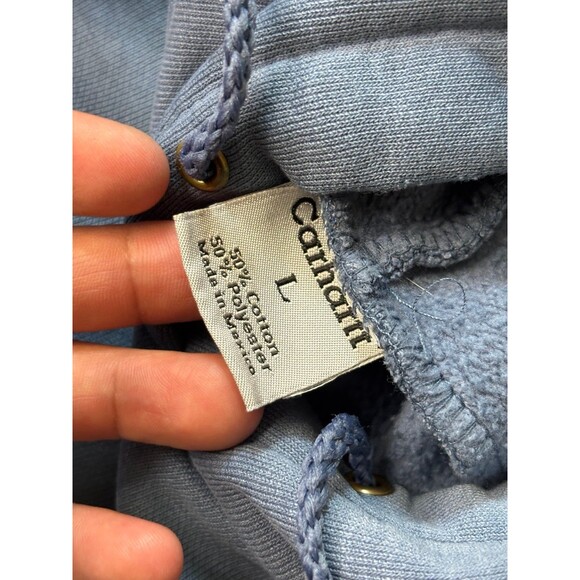 Carhartt
L
50% Cotton
50% Polyester
Made in Mexico